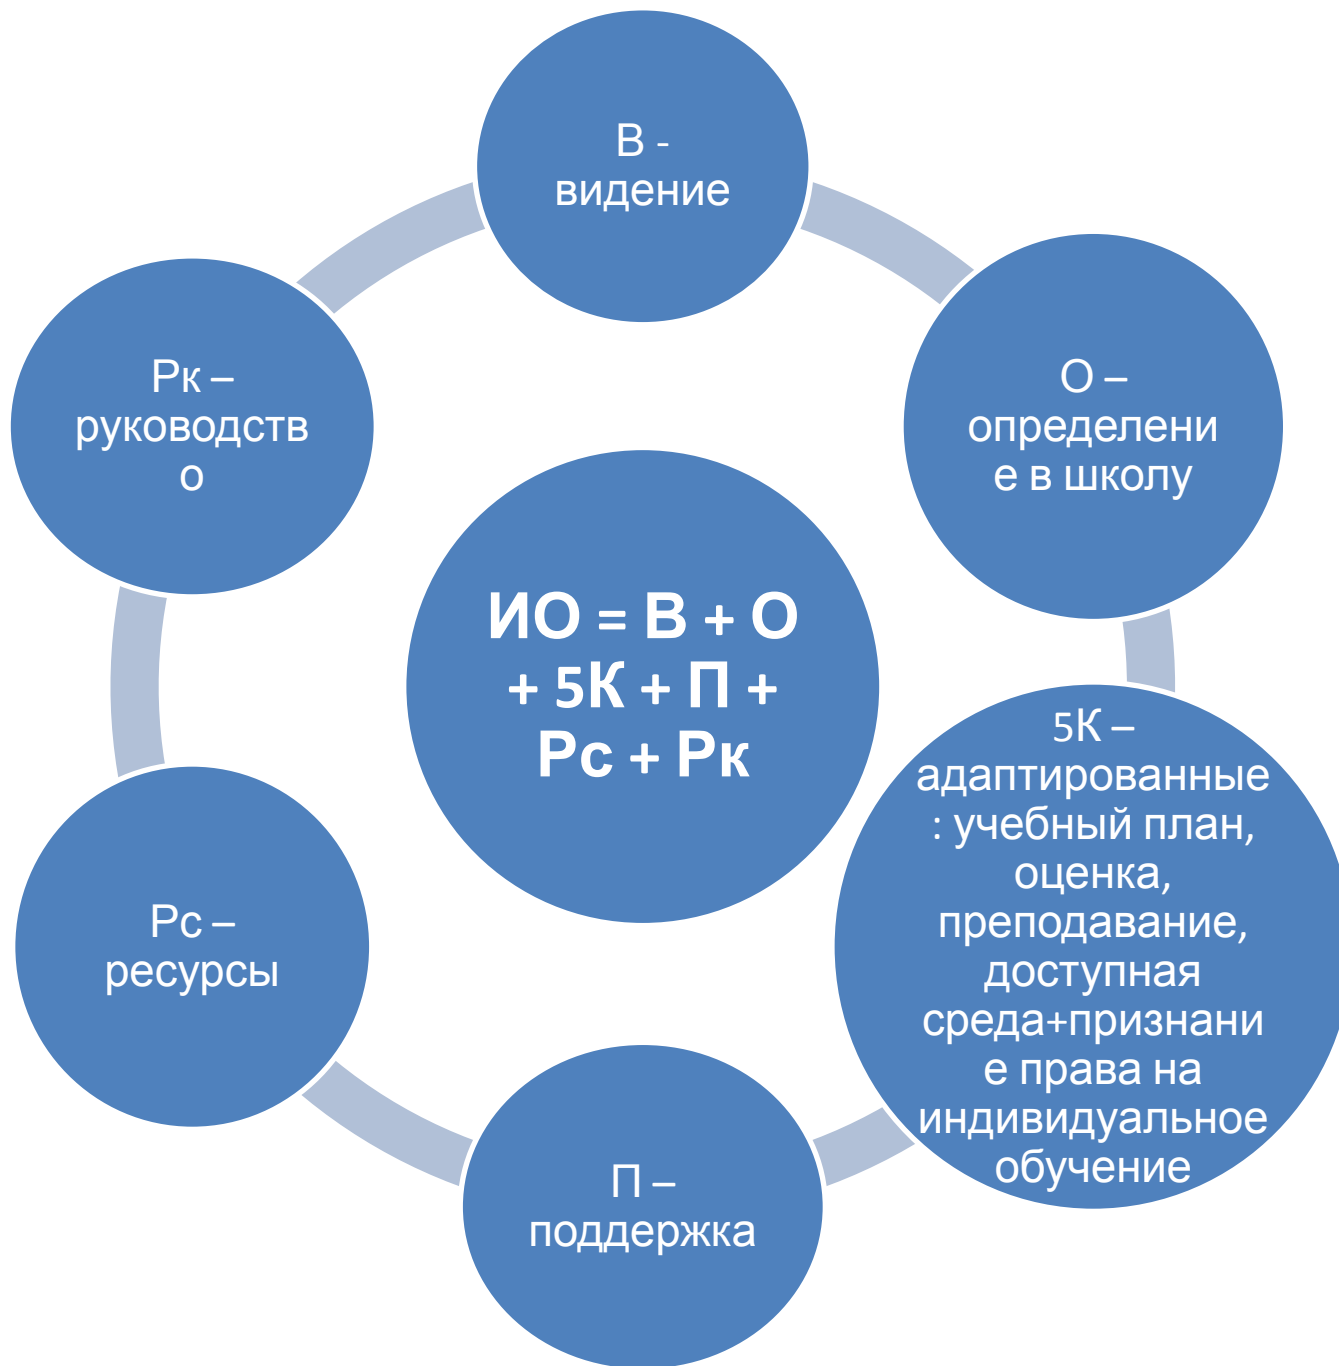 В -
видение
О –
определени
е в школу
5К –
адаптированные
: учебный план,
оценка,
преподавание,
доступная
среда+признани
е права на
индивидуальное
обучение
П –
поддержка
Рс –
ресурсы
Рк –
руководств
о
ИО = В + О
+ 5К + П +
Рс + Рк